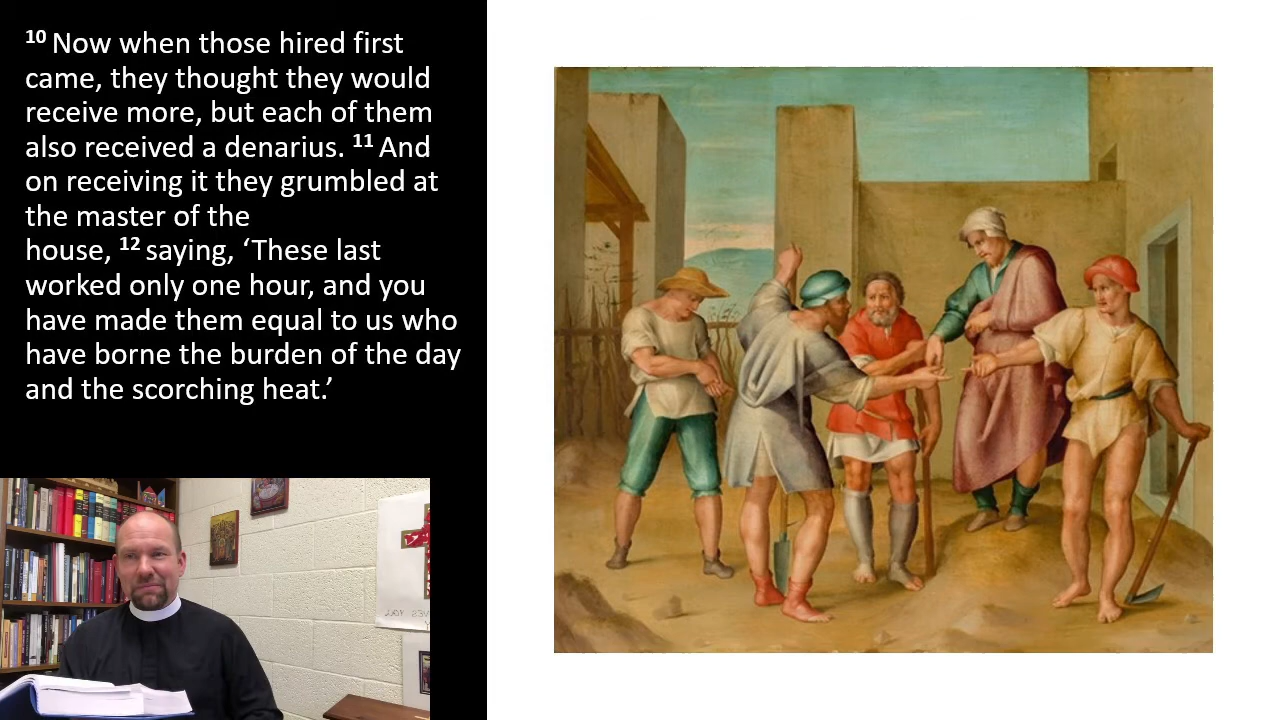 10 Now when those hired first
came, they thought they would
receive more, but each of them
also received a denarius. 11 And
on receiving it they grumbled at
the master of the
house, 12 saying, ‘These last
worked only one hour, and you
have made them equal to us who
have borne the burden of the day
and the scorching heat.’